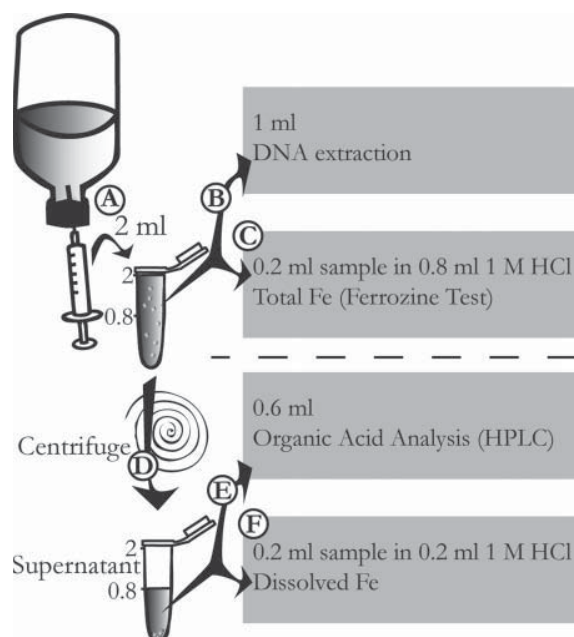 1 ml
DNA extraction
A
B
2 ml
C
0.2 ml sample in 0.8 ml 1 M HCl
Total Fe (Ferrozine Test)
2
0.8
0.6 ml
Organic Acid Analysis (HPLC)
Centrifuge
D
E
F
0.2 ml sample in 0.2 ml 1 M HCl
Dissolved Fe
2
Supernatant
0.8